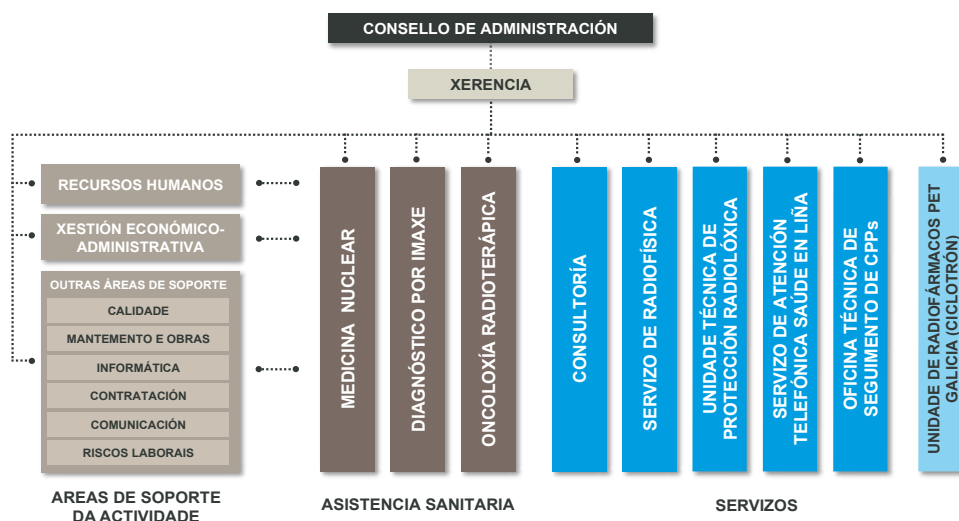 CONSELLO DE ADMINISTRACIÓN
XERENCIA
RECURSOS HUMANOS
XESTIÓN ECONÓMICO-
ADMINISTRATIVA
OUTRAS ÁREAS DE SOPORTE
CALIDADE
MANTEMENTO E OBRAS
INFORMÁTICA
CONTRATACIÓN
COMUNICACIÓN
RISCOS LABORAIS
AREAS DE SOPORTE
DA ACTIVIDADE
MEDICINA NUCLEAR
DIAGNÓSTICO POR IMAXE
ONCOLOXÍA RADIOTERÁPICA
ASISTENCIA SANITARIA
CONSULTORÍA
SERVIZO DE RADIOFÍSICA
UNIDADE TÉCNICA DE
PROTECCIÓN RADIOLÓXICA
SERVIZO DE ATENCIÓN
TELEFÓNICA SAÚDE EN LIÑA
OFICINA TÉCNICA DE
SEGUIMENTO DE CPPs
SERVIZOS
UNIDADE DE RADIOFÁRMACOS PET
GALICIA (CICLOTRÓN)